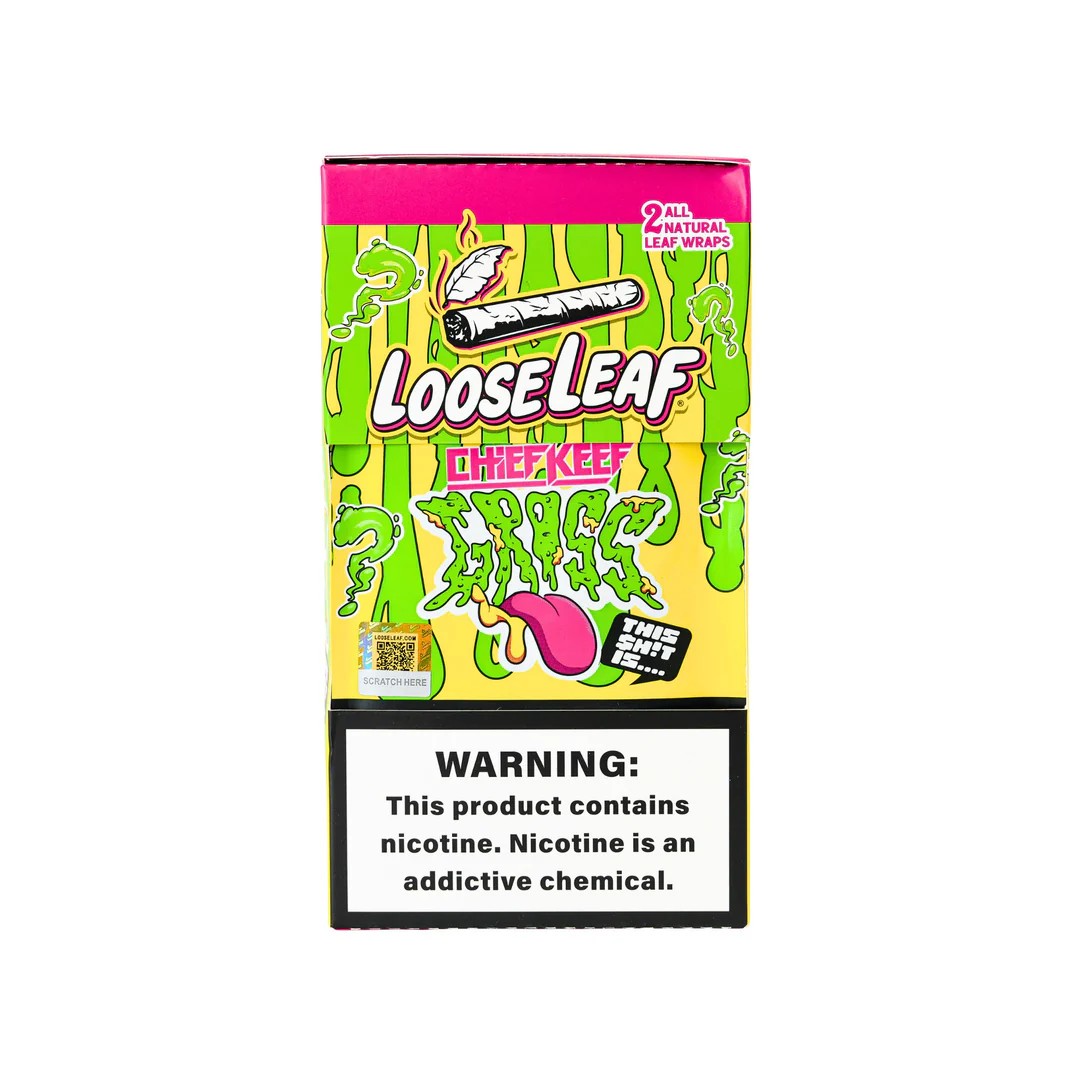 2 ALL
NATURAL
LEAF WRAPS
LOOSELEAF®
CHIEF KEEF
GROSS
THIS
SH!T
IS....
LOOSELEAF.COM
SCRATCH HERE
WARNING:
This product contains
nicotine. Nicotine is an
addictive chemical.